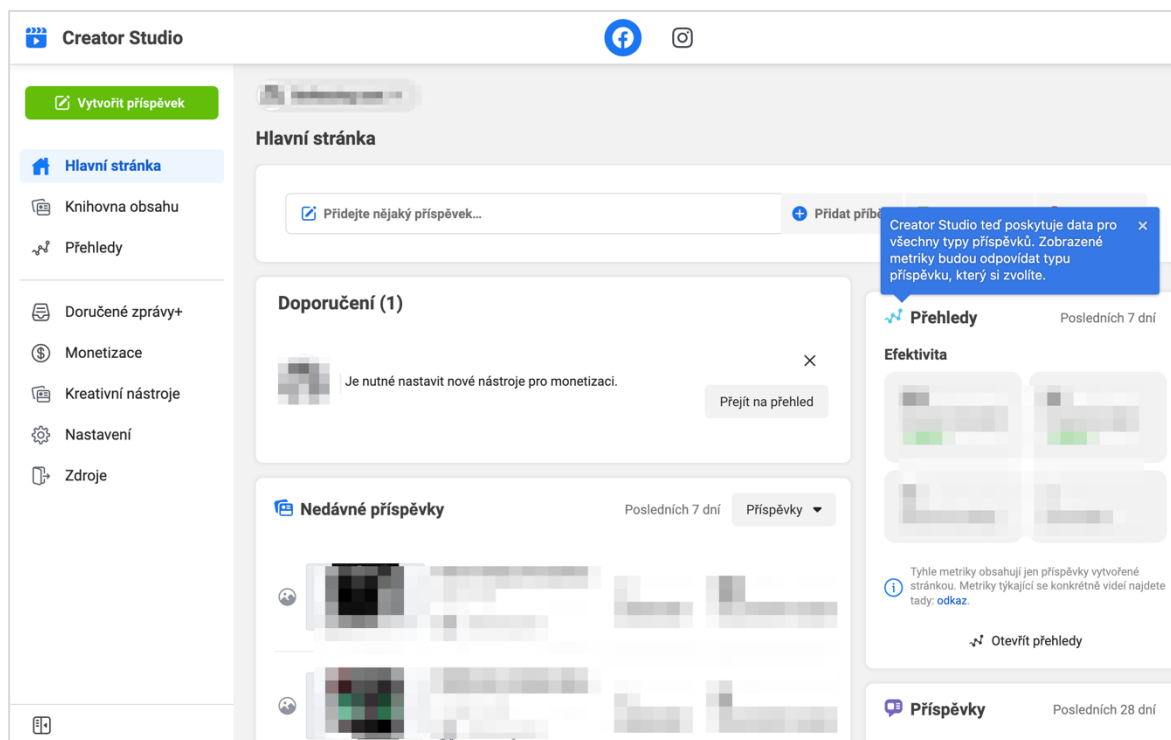 Creator Studio
Vytvořit příspěvek
Hlavní stránka
Knihovna obsahu
Přehledy
Doručené zprávy+
Monetizace
Kreativní nástroje
Nastavení
Zdroje
Hlavní stránka
Přidejte nějaký příspěvek...
Přidat
Creator Studio teď poskytuje data pro
všechny typy příspěvků. Zobrazené
metriky budou odpovídat typu
příspěvku, který si zvolíte.
Doporučení (1)
Je nutné nastavit nové nástroje pro monetizaci.
Přejít na přehled
Nedávné příspěvky
Posledních 7 dní
Příspěvky
Přehledy
Posledních 7 dní
Efektivita
Tyhle metriky obsahují jen příspěvky vytvořené
stránkou. Metriky týkající se konkrétně videí najdete
tady: odkaz.
Otevřít přehledy
Příspěvky
Posledních 28 dní